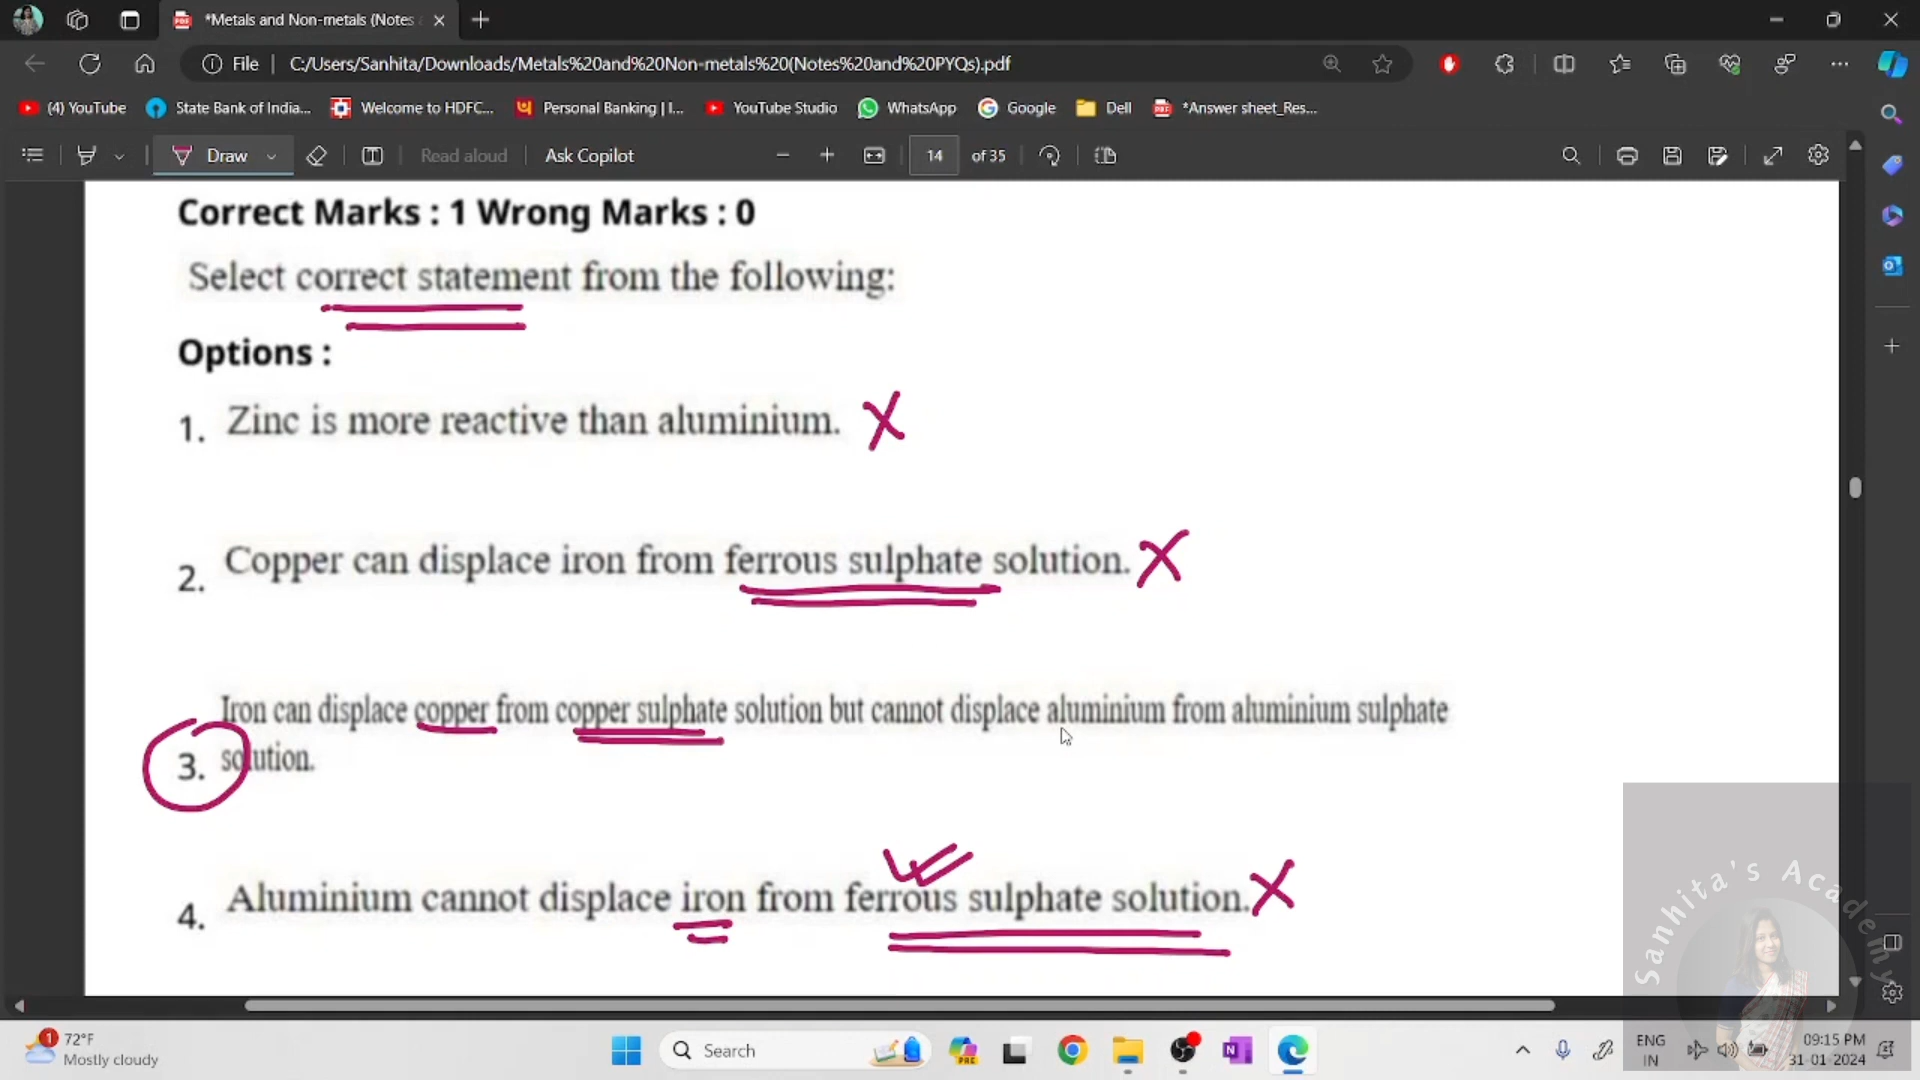 *Metals and Non-metals (Notes
File C:/Users/Sanhita/Downloads/Metals%20and%20Non-metals%20(Notes%20and%20PYQs).pdf
(4) YouTube State Bank of India... Welcome to HDFC... Personal Banking | I... YouTube Studio WhatsApp Google Dell *Answer sheet_Res...
Draw Read aloud Ask Copilot 14 of 35
Correct Marks : 1 Wrong Marks : 0
Select correct statement from the following:
Options :
1. Zinc is more reactive than aluminium. X
2. Copper can displace iron from ferrous sulphate solution. X
Iron can displace copper from copper sulphate solution but cannot displace aluminium from aluminium sulphate
3. solution.
4. Aluminium cannot displace iron from ferrous sulphate solution. X
Sanhita's Academy
1 72°F
Mostly cloudy
Search
PRE
ENG
IN
09:15 PM
31-01-2024